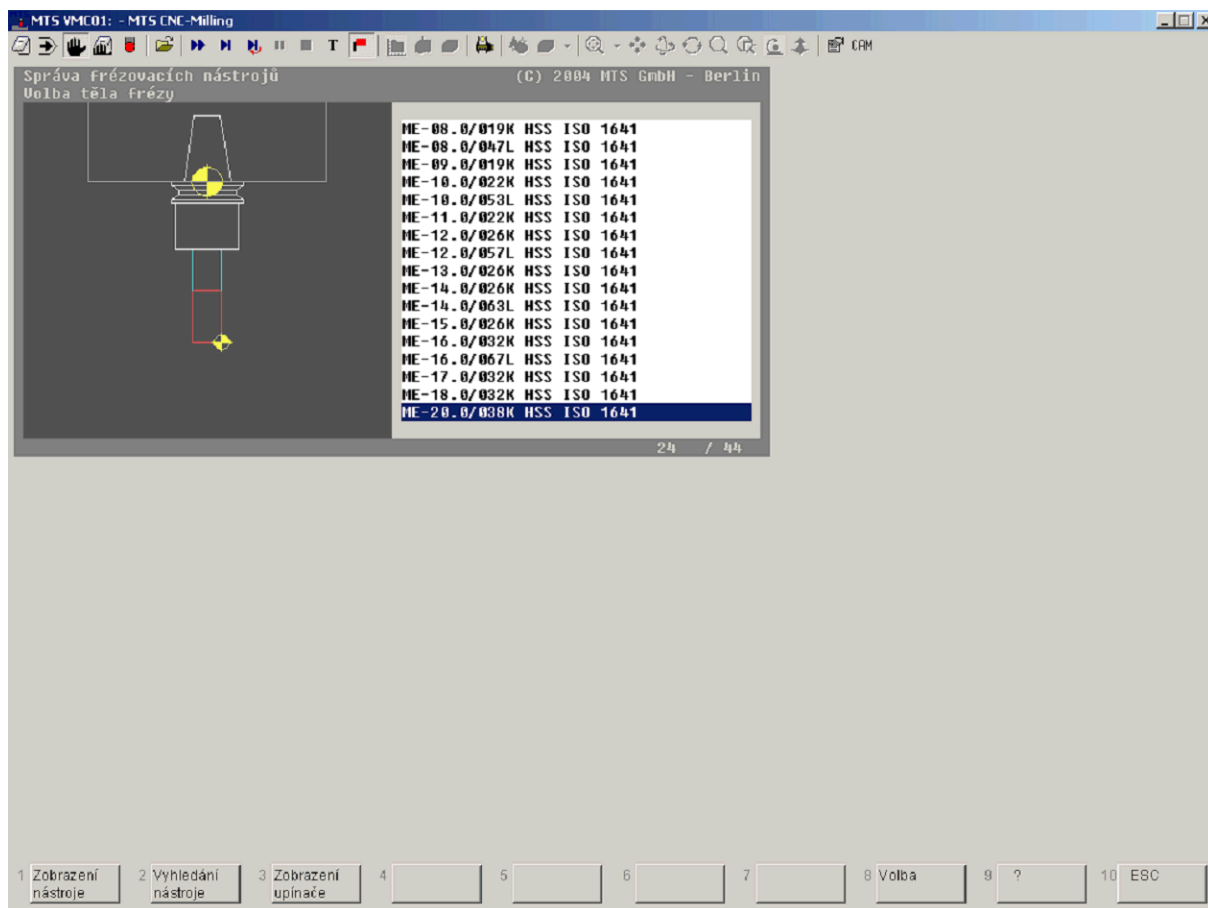 MTS VMC01: - MTS CNC-Milling
T CAM
Správa frézovacích nástrojů (C) 2004 MTS GmbH - Berlin
Volba těla frézy
ME-08.0/019K HSS ISO 1641
ME-08.0/047L HSS ISO 1641
ME-09.0/019K HSS ISO 1641
ME-10.0/022K HSS ISO 1641
ME-10.0/053L HSS ISO 1641
ME-11.0/022K HSS ISO 1641
ME-12.0/026K HSS ISO 1641
ME-12.0/057L HSS ISO 1641
ME-13.0/026K HSS ISO 1641
ME-14.0/026K HSS ISO 1641
ME-14.0/063L HSS ISO 1641
ME-15.0/026K HSS ISO 1641
ME-16.0/032K HSS ISO 1641
ME-16.0/067L HSS ISO 1641
ME-17.0/032K HSS ISO 1641
ME-18.0/032K HSS ISO 1641
ME-20.0/038K HSS ISO 1641
24 / 44
1 Zobrazení 2 Vyhledání 3 Zobrazení 4 5 6 7 8 Volba 9 ? 10 ESC
nástroje nástroje upínače